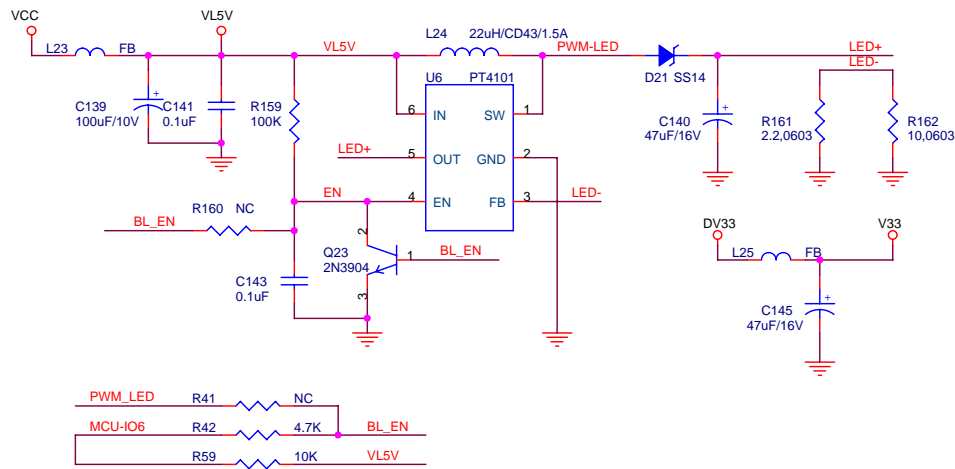 VCC
VL5V
L23
FB
VL5V
L24
22uH/CD43/1.5A
PWM-LED
LED+
LED-
D21 SS14
U6
PT4101
C139
100uF/10V
C141
0.1uF
R159
100K
6
IN
SW
1
C140
47uF/16V
R161
2.2,0603
R162
10,0603
LED+
5
OUT
GND
2
EN
4
EN
FB
3
LED-
BL_EN
R160
NC
2
Q23
2N3904
1
BL_EN
3
C143
0.1uF
DV33
V33
L25
FB
C145
47uF/16V
PWM_LED
R41
NC
MCU-IO6
R42
4.7K
BL_EN
R59
10K
VL5V